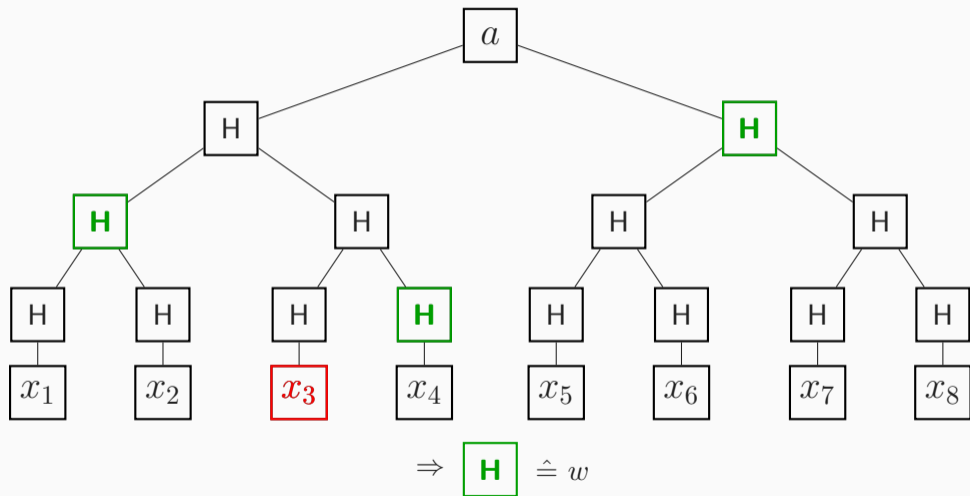 a
H H
H H H H
H H H H H H H H
x₁ x₂ x₃ x₄ x₅ x₆ x₇ x₈
⇒ H ≙ w